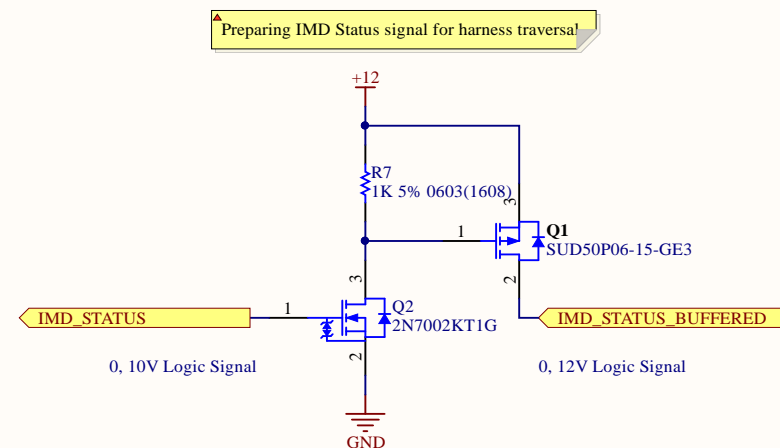 Preparing IMD Status signal for harness traversal
+12
R7
1K 5% 0603(1608)
3
1
Q1
SUD50P06-15-GE3
2
3
Q2
2N7002KT1G
1
IMD_STATUS
2
IMD_STATUS_BUFFERED
0, 10V Logic Signal
0, 12V Logic Signal
GND